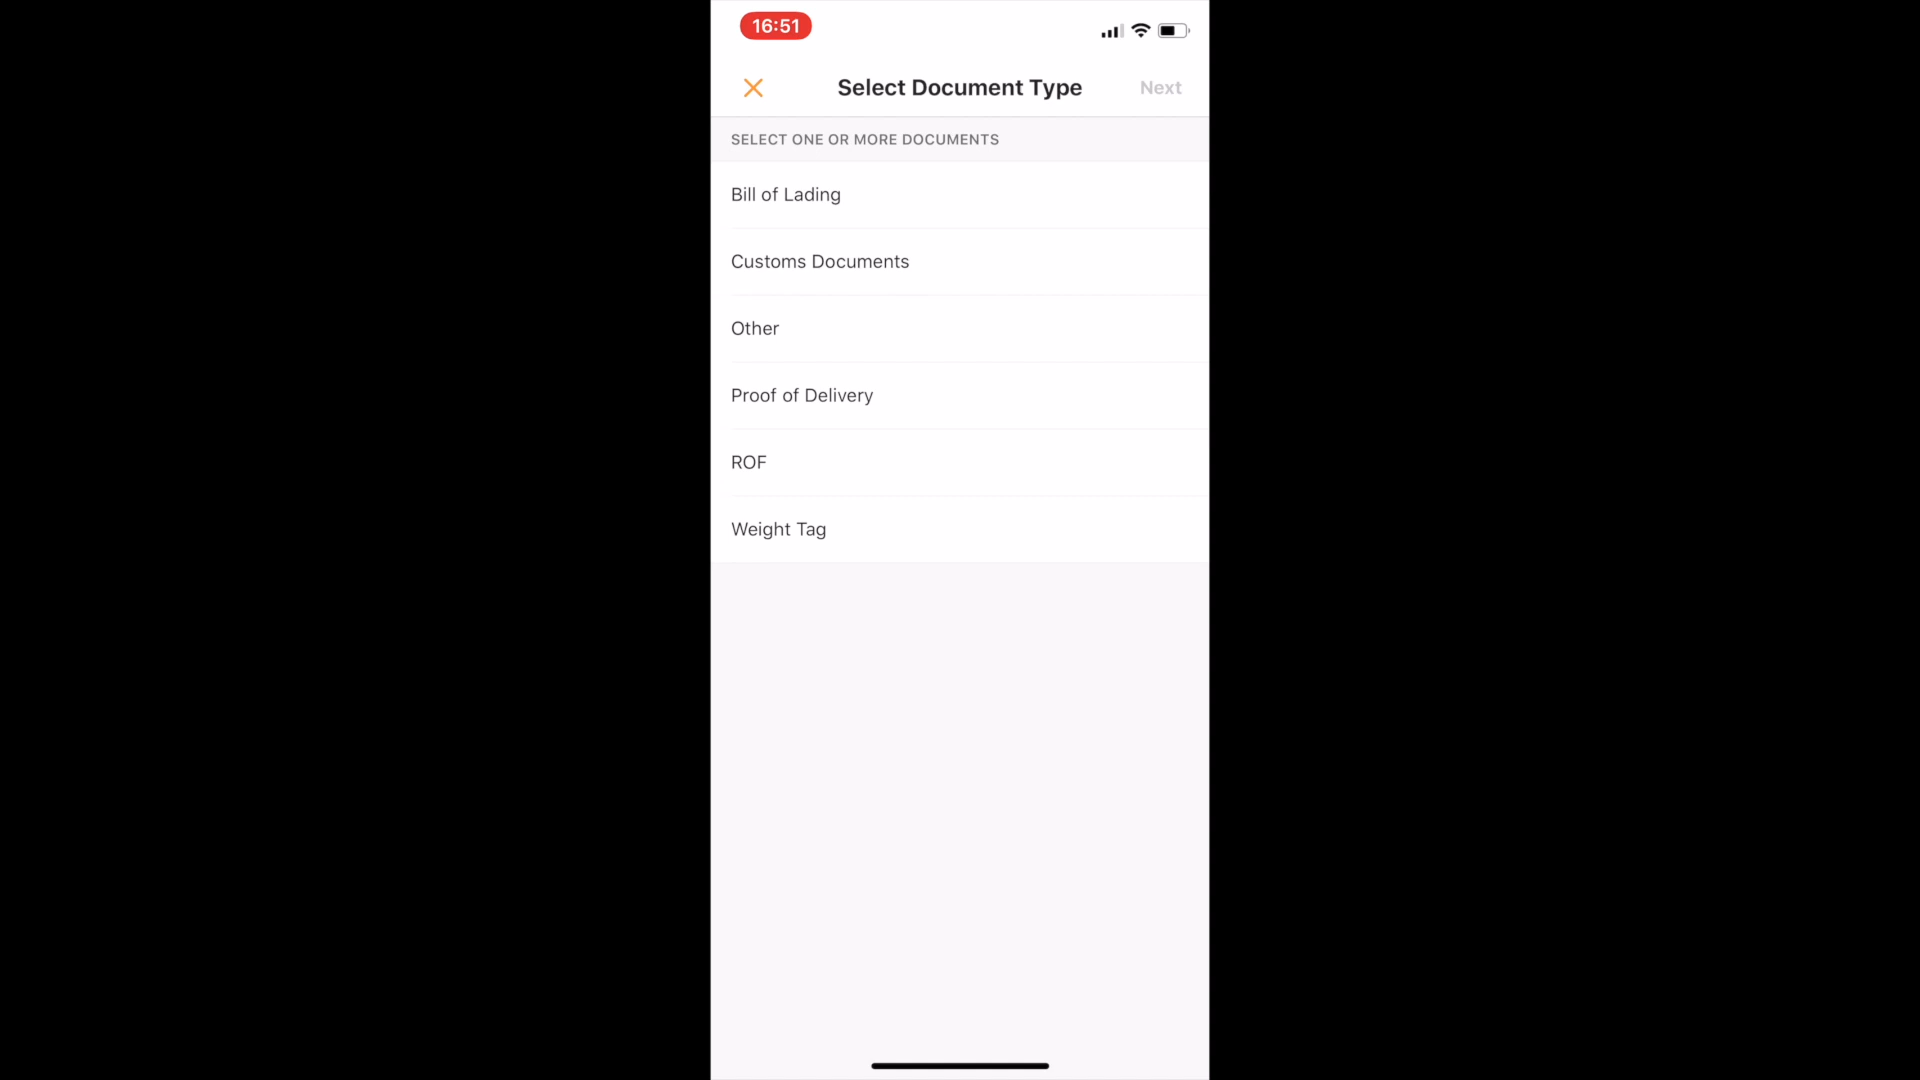 16:51
Select Document Type
Next
SELECT ONE OR MORE DOCUMENTS
Bill of Lading
Customs Documents
Other
Proof of Delivery
ROF
Weight Tag